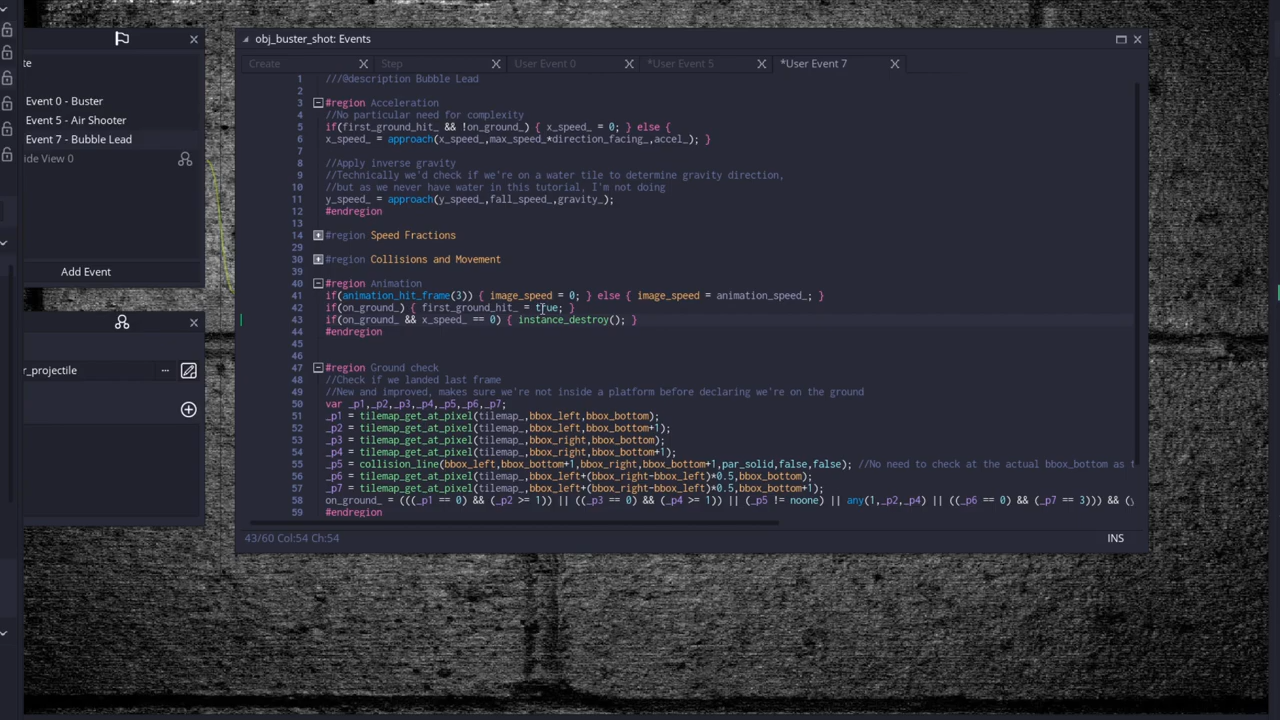 obj_buster_shot: Events
te
Event 0 - Buster
Event 5 - Air Shooter
Event 7 - Bubble Lead
ide View 0
Add Event
r_projectile
Create
Step
User Event 0
*User Event 5
*User Event 7
1 ///@description Bubble Lead
2
3 #region Acceleration
4 //No particular need for complexity
5 if(first_ground_hit_ && !on_ground_) { x_speed_ = 0; } else {
6 x_speed_ = approach(x_speed_,max_speed_*direction_facing_,accel_); }
7
8 //Apply inverse gravity
9 //Technically we'd check if we're on a water tile to determine gravity direction,
10 //but as we never have water in this tutorial, I'm not doing
11 y_speed_ = approach(y_speed_,fall_speed_,gravity_);
12 #endregion
13
14 #region Speed Fractions
29
30 #region Collisions and Movement
39
40 #region Animation
41 if(animation_hit_frame(3)) { image_speed = 0; } else { image_speed = animation_speed_; }
42 if(on_ground_) { first_ground_hit_ = true; }
43 if(on_ground_ && x_speed_ == 0) { instance_destroy(); }
44 #endregion
45
46
47 #region Ground check
48 //Check if we landed last frame
49 //New and improved, makes sure we're not inside a platform before declaring we're on the ground
50 var _p1,_p2,_p3,_p4,_p5,_p6,_p7;
51 _p1 = tilemap_get_at_pixel(tilemap_,bbox_left,bbox_bottom);
52 _p2 = tilemap_get_at_pixel(tilemap_,bbox_left,bbox_bottom+1);
53 _p3 = tilemap_get_at_pixel(tilemap_,bbox_right,bbox_bottom);
54 _p4 = tilemap_get_at_pixel(tilemap_,bbox_right,bbox_bottom+1);
55 _p5 = collision_line(bbox_left,bbox_bottom+1,bbox_right,bbox_bottom+1,par_solid,false,false); //No need to check at the actual bbox_bottom as t
56 _p6 = tilemap_get_at_pixel(tilemap_,bbox_left+(bbox_right-bbox_left)*0.5,bbox_bottom);
57 _p7 = tilemap_get_at_pixel(tilemap_,bbox_left+(bbox_right-bbox_left)*0.5,bbox_bottom+1);
58 on_ground_ = (((_p1 == 0) && (_p2 >= 1)) || ((_p3 == 0) && (_p4 >= 1)) || (_p5 != noone) || any(1,_p2,_p4) || ((_p6 == 0) && (_p7 == 3))) && (y
59 #endregion
43/60 Col:54 Ch:54
INS